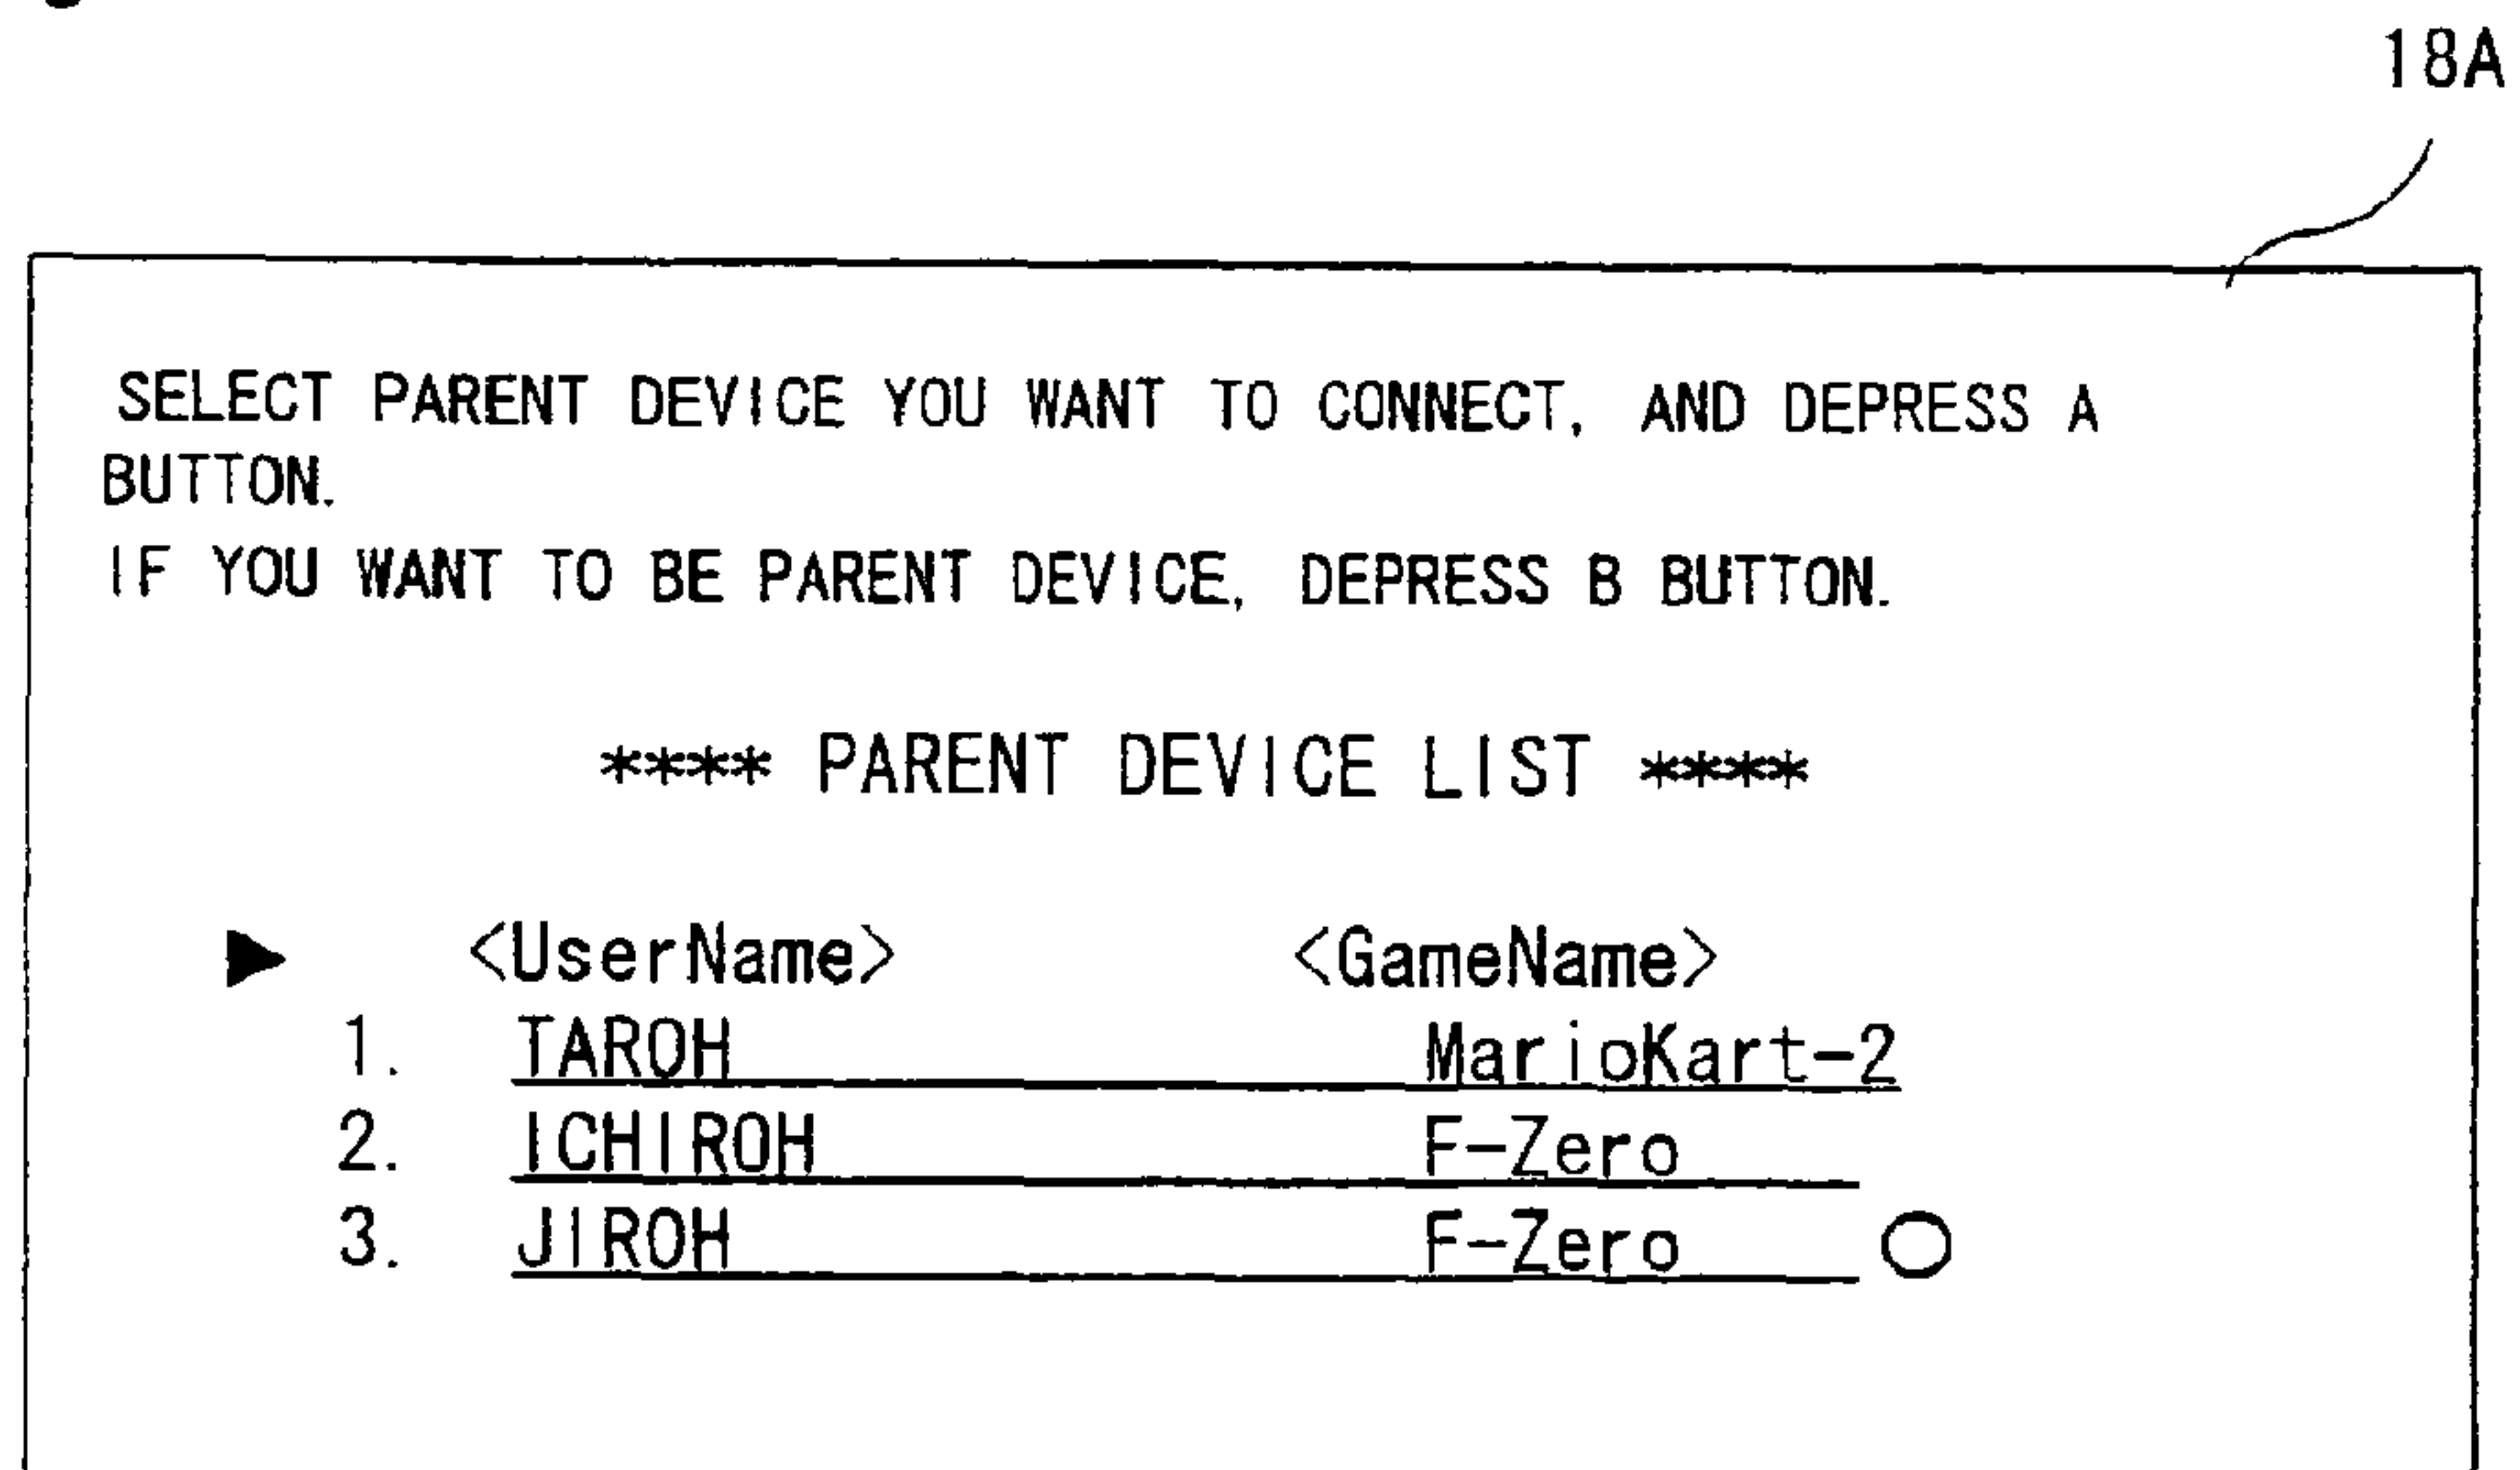 18A
SELECT PARENT DEVICE YOU WANT TO CONNECT, AND DEPRESS A
BUTTON.
IF YOU WANT TO BE PARENT DEVICE, DEPRESS B BUTTON.
**** PARENT DEVICE LIST ****
<UserName> <GameName>
1. TAROH MarioKart-2
2. ICHIROH F-Zero
3. JIROH F-Zero